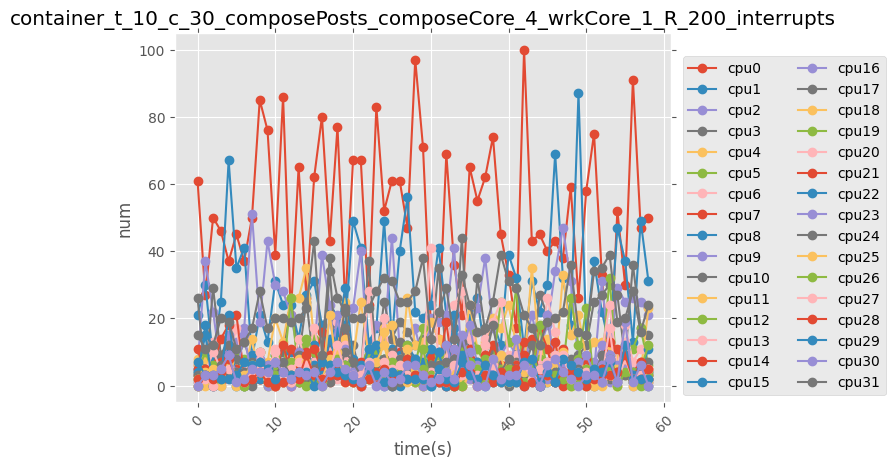 container_t_10_c_30_composePosts_composeCore_4_wrkCore_1_R_200_interrupts
100
80
60
40
20
0
num
0
10
20
30
40
50
60
time(s)
cpu0
cpu1
cpu2
cpu3
cpu4
cpu5
cpu6
cpu7
cpu8
cpu9
cpu10
cpu11
cpu12
cpu13
cpu14
cpu15
cpu16
cpu17
cpu18
cpu19
cpu20
cpu21
cpu22
cpu23
cpu24
cpu25
cpu26
cpu27
cpu28
cpu29
cpu30
cpu31